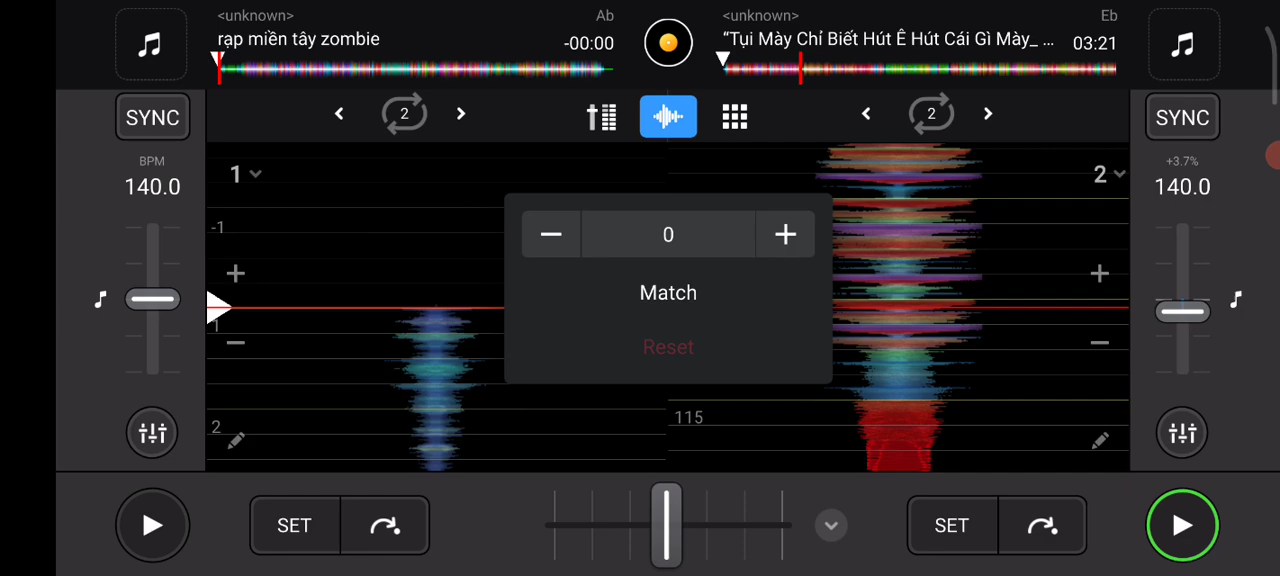 <unknown>
Ab
rạp miền tây zombie
-00:00
<unknown>
Eb
“Tụi Mày Chỉ Biết Hút Ê Hút Cái Gì Mày_ ...
03:21
SYNC
2
2
SYNC
BPM
140.0
+3.7%
140.0
1
2
-1
1
2
115
0
Match
Reset
SET
SET